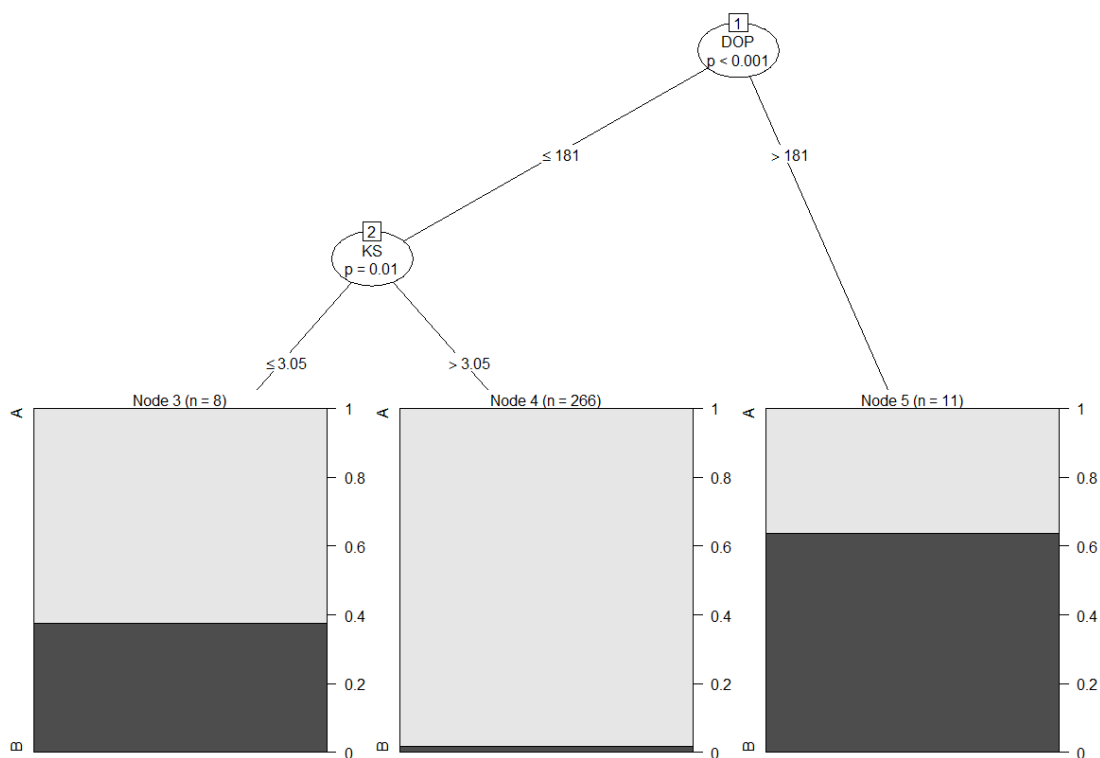 1
DOP
p < 0.001
≤ 181
> 181
2
KS
p = 0.01
≤ 3.05
> 3.05
Node 3 (n = 8)
A
B
1
0.8
0.6
0.4
0.2
0
Node 4 (n = 266)
A
B
1
0.8
0.6
0.4
0.2
0
Node 5 (n = 11)
A
B
1
0.8
0.6
0.4
0.2
0